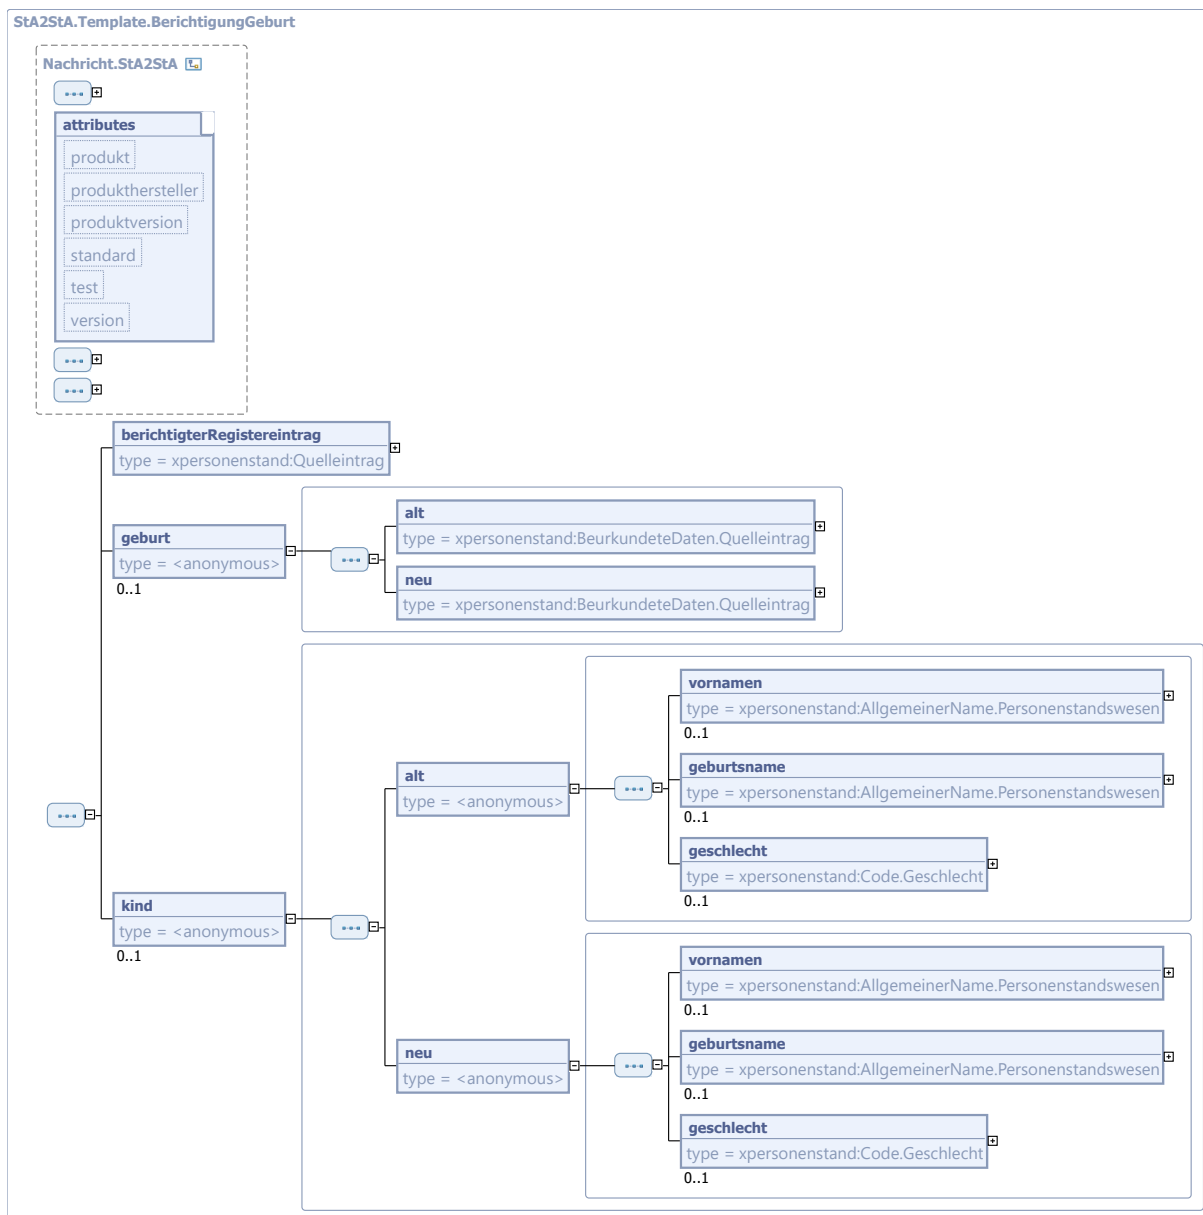 StA2StA.Template.BerichtigungGeburt
Nachricht.StA2StA
attributes
produkt
produkthersteller
produktversion
standard
test
version
berichtigterRegistereintrag
type = xpersonenstand:Quelleintrag
geburt
type = <anonymous>
0..1
alt
type = xpersonenstand:BeurkundeteDaten.Quelleintrag
neu
type = xpersonenstand:BeurkundeteDaten.Quelleintrag
kind
type = <anonymous>
0..1
alt
type = <anonymous>
vornamen
type = xpersonenstand:AllgemeinerName.Personenstandswesen
0..1
geburtsname
type = xpersonenstand:AllgemeinerName.Personenstandswesen
0..1
geschlecht
type = xpersonenstand:Code.Geschlecht
0..1
neu
type = <anonymous>
vornamen
type = xpersonenstand:AllgemeinerName.Personenstandswesen
0..1
geburtsname
type = xpersonenstand:AllgemeinerName.Personenstandswesen
0..1
geschlecht
type = xpersonenstand:Code.Geschlecht
0..1